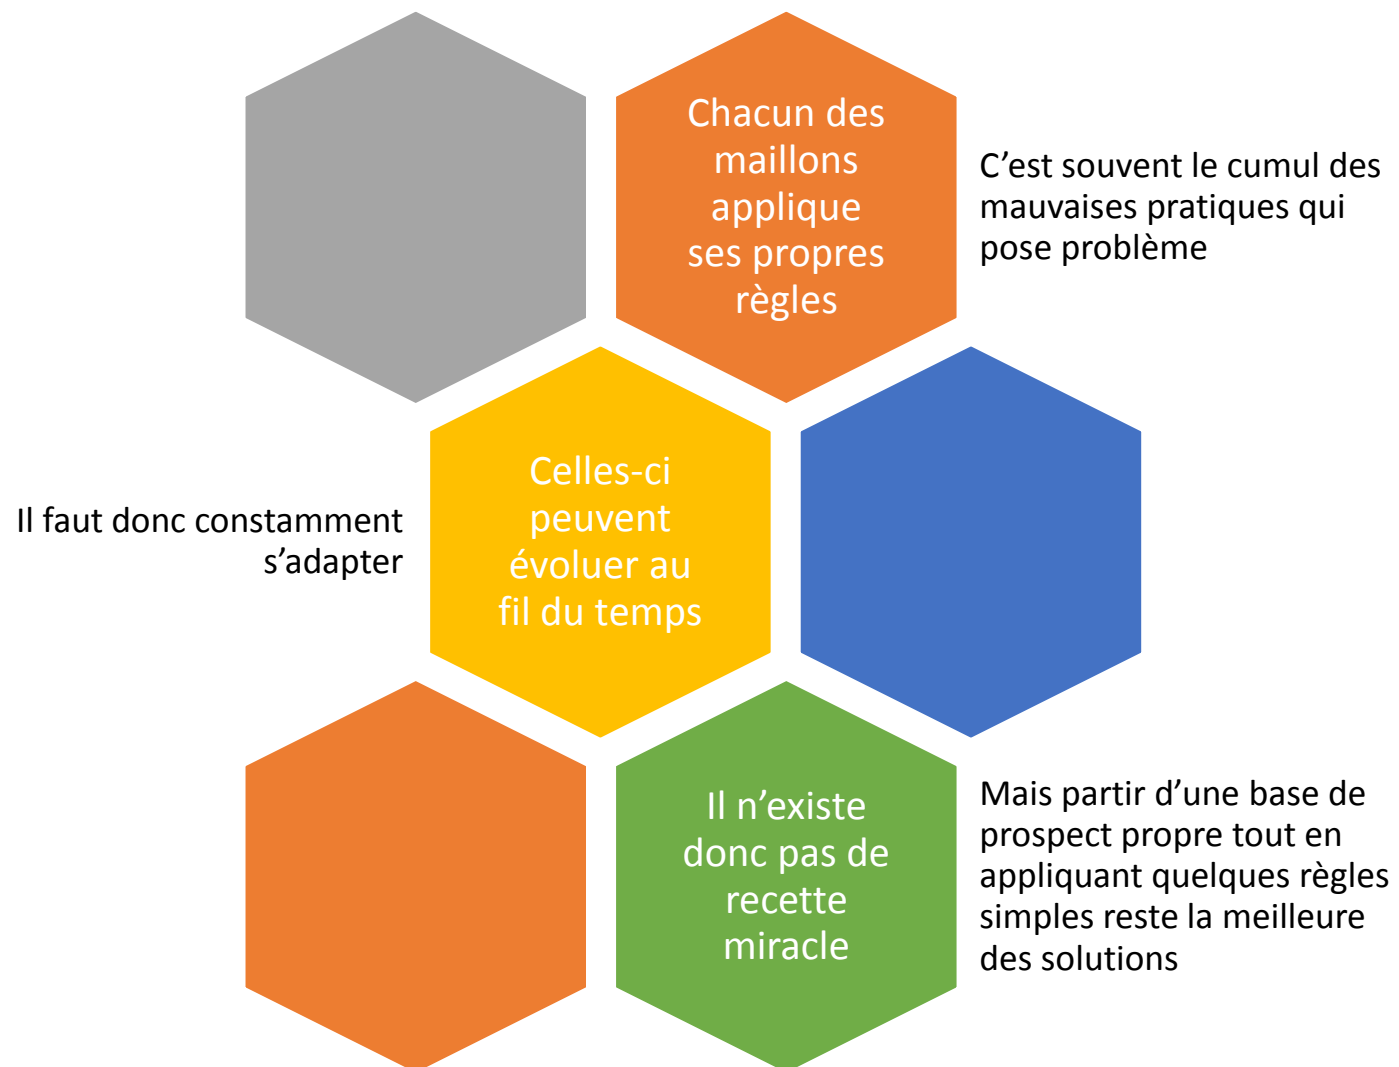 Chacun des
maillons
applique
ses propres
règles
C’est souvent le cumul des
mauvaises pratiques qui
pose problème
Celles-ci
peuvent
évoluer au
fil du temps
Il faut donc constamment
s’adapter
Il n’existe
donc pas de
recette
miracle
Mais partir d’une base de
prospect propre tout en
appliquant quelques règles
simples reste la meilleure
des solutions